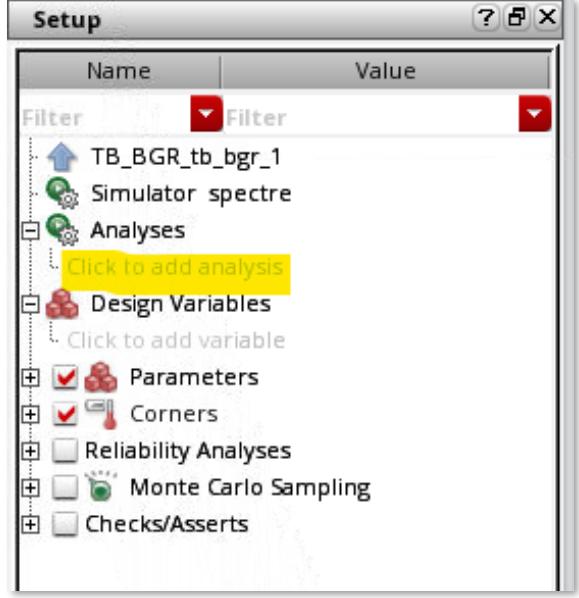 Setup
Name Value
Filter Filter
TB_BGR_tb_bgr_1
Simulator spectre
Analyses
Click to add analysis
Design Variables
Click to add variable
Parameters
Corners
Reliability Analyses
Monte Carlo Sampling
Checks/Asserts